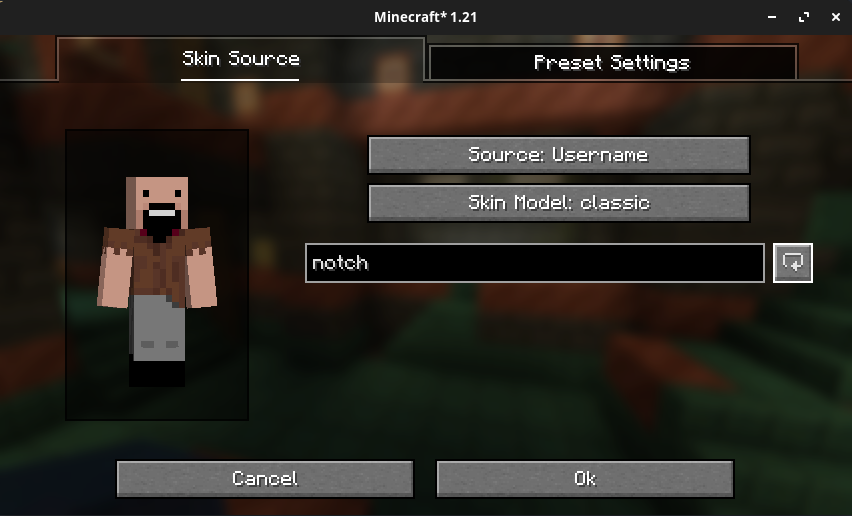 Minecraft* 1.21
Skin Source
Preset Settings
Source: Username
Skin Model: classic
notch
Cancel
Ok